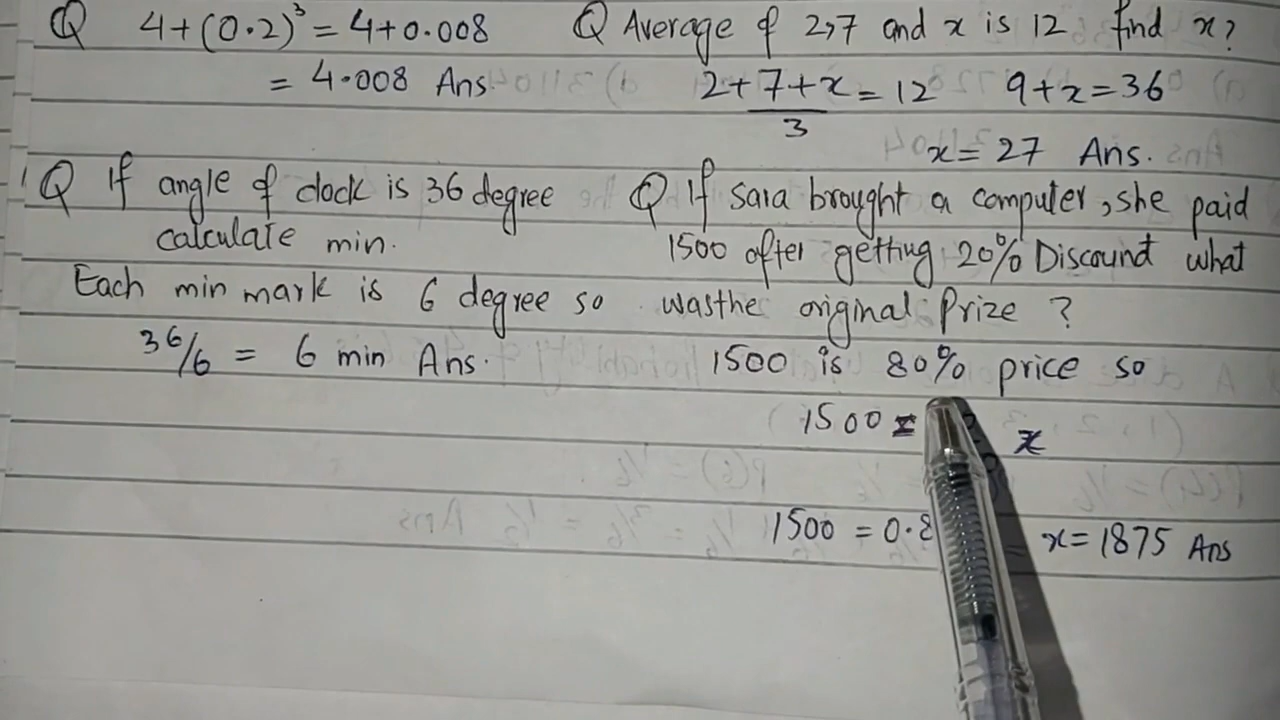 Q 4+(0.2)³ = 4+0.008
= 4.008 Ans.
Q Average of 2,7 and x is 12 find x?
2+7+x/3 = 12 9+x=36
x= 27 Ans.
Q If angle of clock is 36 degree
calculate min.
Each min mark is 6 degree so
36/6 = 6 min Ans.
Q If Sara brought a computer, she paid
1500 after getting 20% Discound what
wasthe original Prize ?
1500 is 80% price so
1500 = x
1500 = 0.8 x=1875 Ans